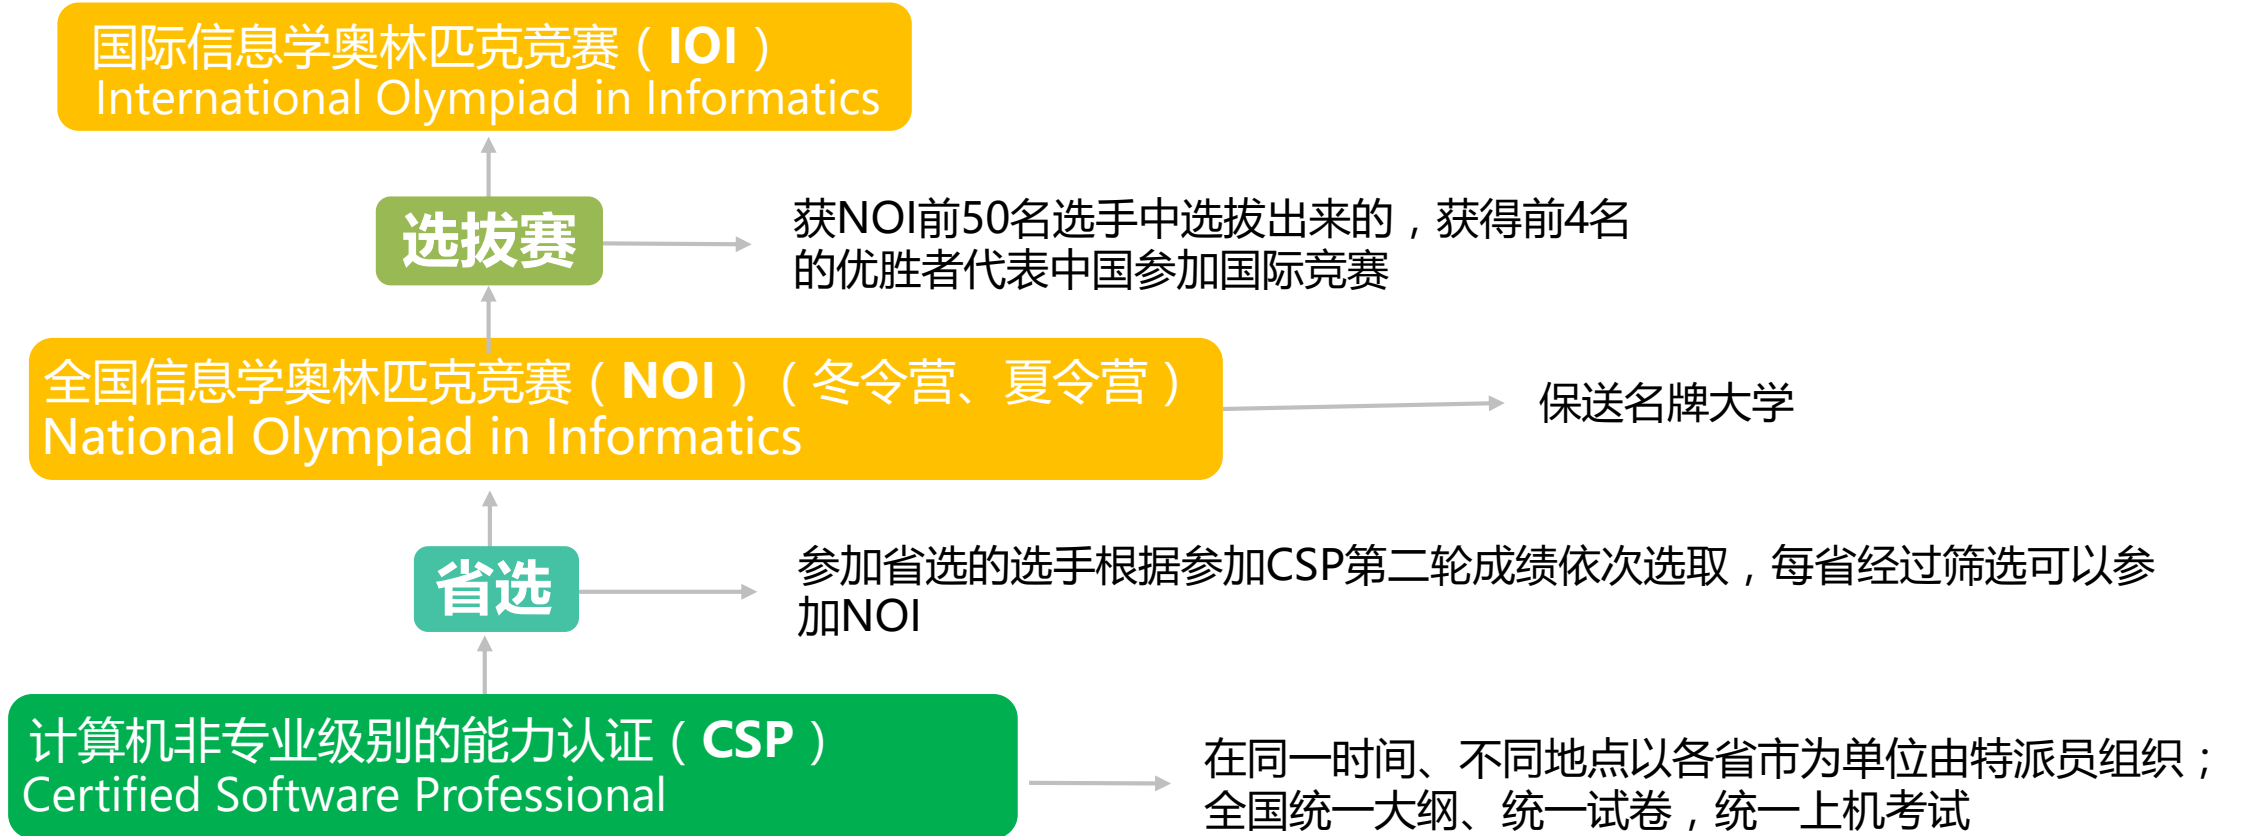 国际信息学奥林匹克竞赛（IOI）
International Olympiad in Informatics
选拔赛
获NOI前50名选手中选拔出来的，获得前4名
的优胜者代表中国参加国际竞赛
全国信息学奥林匹克竞赛（NOI）（冬令营、夏令营）
National Olympiad in Informatics
保送名牌大学
省选
参加省选的选手根据参加CSP第二轮成绩依次选取，每省经过筛选可以参
加NOI
计算机非专业级别的能力认证（CSP）
Certified Software Professional
在同一时间、不同地点以各省市为单位由特派员组织；
全国统一大纲、统一试卷，统一上机考试